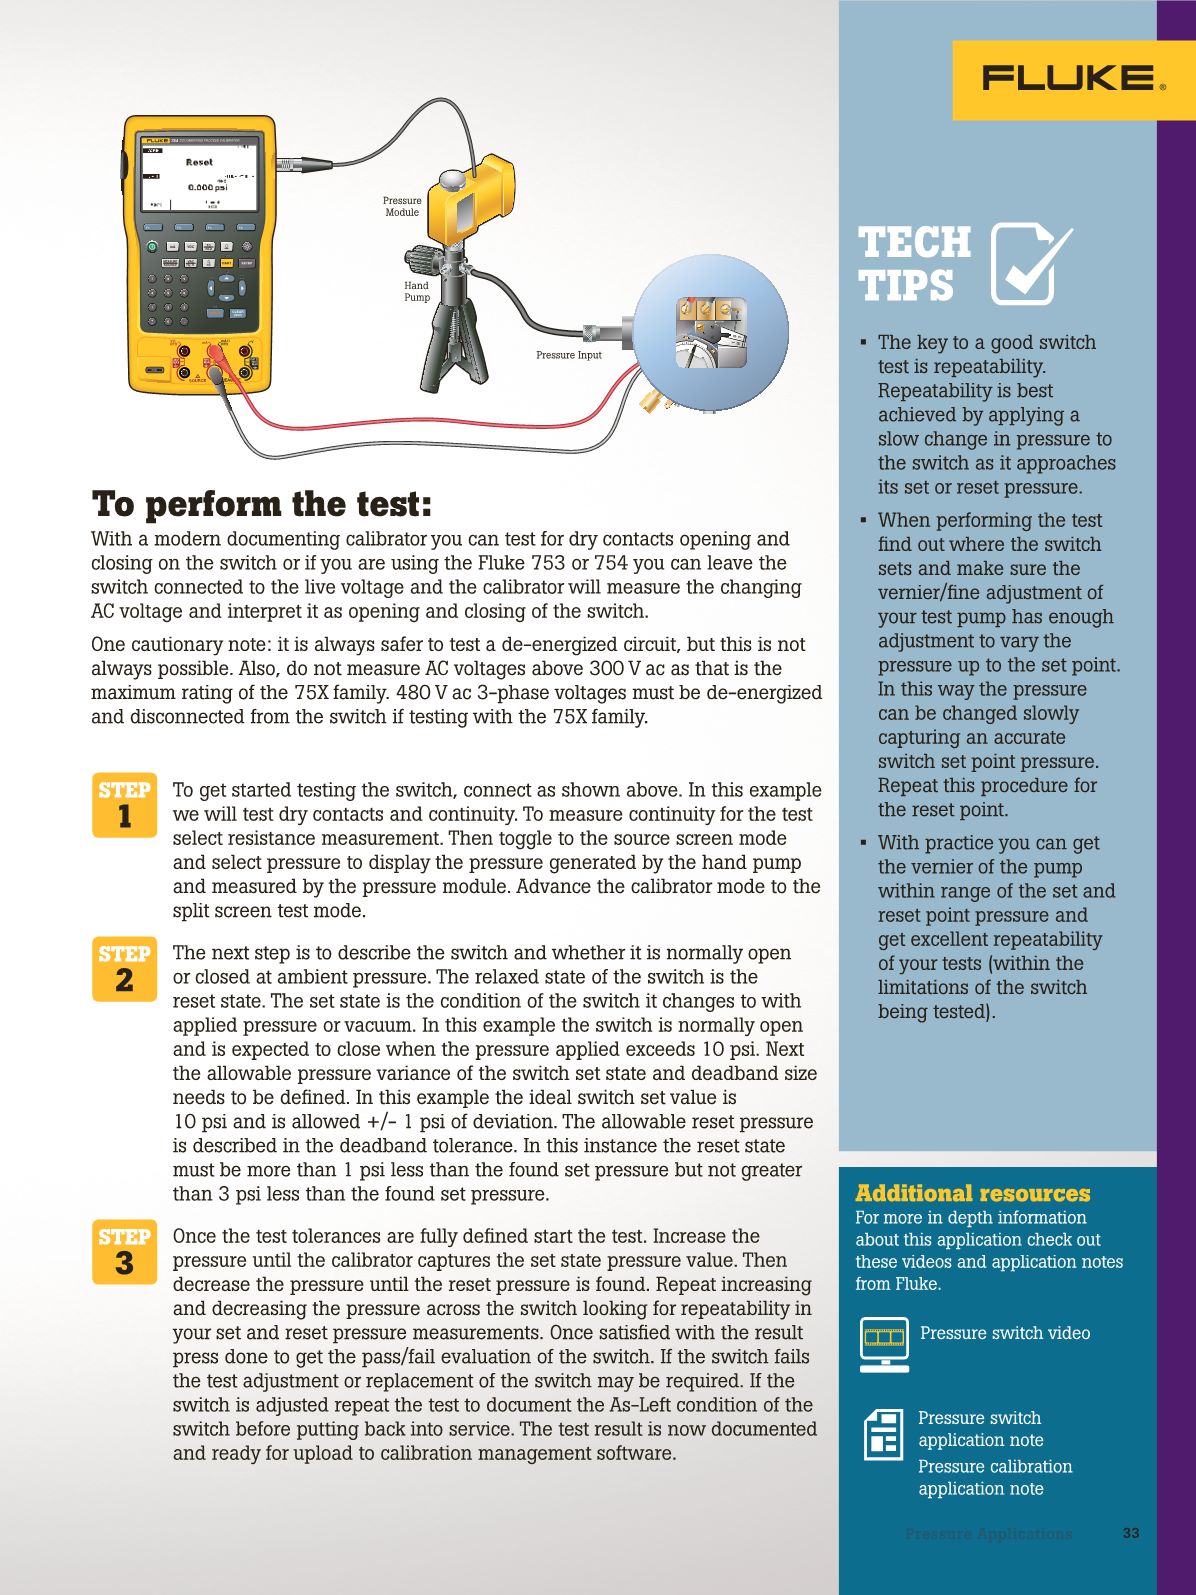 FLUKE®
FLUKE
Reset
0.000 psi
Pressure
Module
Hand
Pump
Pressure Input
SOURCE
To perform the test:
With a modern documenting calibrator you can test for dry contacts opening and
closing on the switch or if you are using the Fluke 753 or 754 you can leave the
switch connected to the live voltage and the calibrator will measure the changing
AC voltage and interpret it as opening and closing of the switch.
One cautionary note: it is always safer to test a de-energized circuit, but this is not
always possible. Also, do not measure AC voltages above 300 V ac as that is the
maximum rating of the 75X family. 480 V ac 3-phase voltages must be de-energized
and disconnected from the switch if testing with the 75X family.
STEP
1
To get started testing the switch, connect as shown above. In this example
we will test dry contacts and continuity. To measure continuity for the test
select resistance measurement. Then toggle to the source screen mode
and select pressure to display the pressure generated by the hand pump
and measured by the pressure module. Advance the calibrator mode to the
split screen test mode.
STEP
2
The next step is to describe the switch and whether it is normally open
or closed at ambient pressure. The relaxed state of the switch is the
reset state. The set state is the condition of the switch it changes to with
applied pressure or vacuum. In this example the switch is normally open
and is expected to close when the pressure applied exceeds 10 psi. Next
the allowable pressure variance of the switch set state and deadband size
needs to be defined. In this example the ideal switch set value is
10 psi and is allowed +/- 1 psi of deviation. The allowable reset pressure
is described in the deadband tolerance. In this instance the reset state
must be more than 1 psi less than the found set pressure but not greater
than 3 psi less than the found set pressure.
STEP
3
Once the test tolerances are fully defined start the test. Increase the
pressure until the calibrator captures the set state pressure value. Then
decrease the pressure until the reset pressure is found. Repeat increasing
and decreasing the pressure across the switch looking for repeatability in
your set and reset pressure measurements. Once satisfied with the result
press done to get the pass/fail evaluation of the switch. If the switch fails
the test adjustment or replacement of the switch may be required. If the
switch is adjusted repeat the test to document the As-Left condition of the
switch before putting back into service. The test result is now documented
and ready for upload to calibration management software.
TECH
TIPS
▪ The key to a good switch
test is repeatability.
Repeatability is best
achieved by applying a
slow change in pressure to
the switch as it approaches
its set or reset pressure.
▪ When performing the test
find out where the switch
sets and make sure the
vernier/fine adjustment of
your test pump has enough
adjustment to vary the
pressure up to the set point.
In this way the pressure
can be changed slowly
capturing an accurate
switch set point pressure.
Repeat this procedure for
the reset point.
▪ With practice you can get
the vernier of the pump
within range of the set and
reset point pressure and
get excellent repeatability
of your tests (within the
limitations of the switch
being tested).
Additional resources
For more in depth information
about this application check out
these videos and application notes
from Fluke.
Pressure switch video
Pressure switch
application note
Pressure calibration
application note
Pressure Applications 33